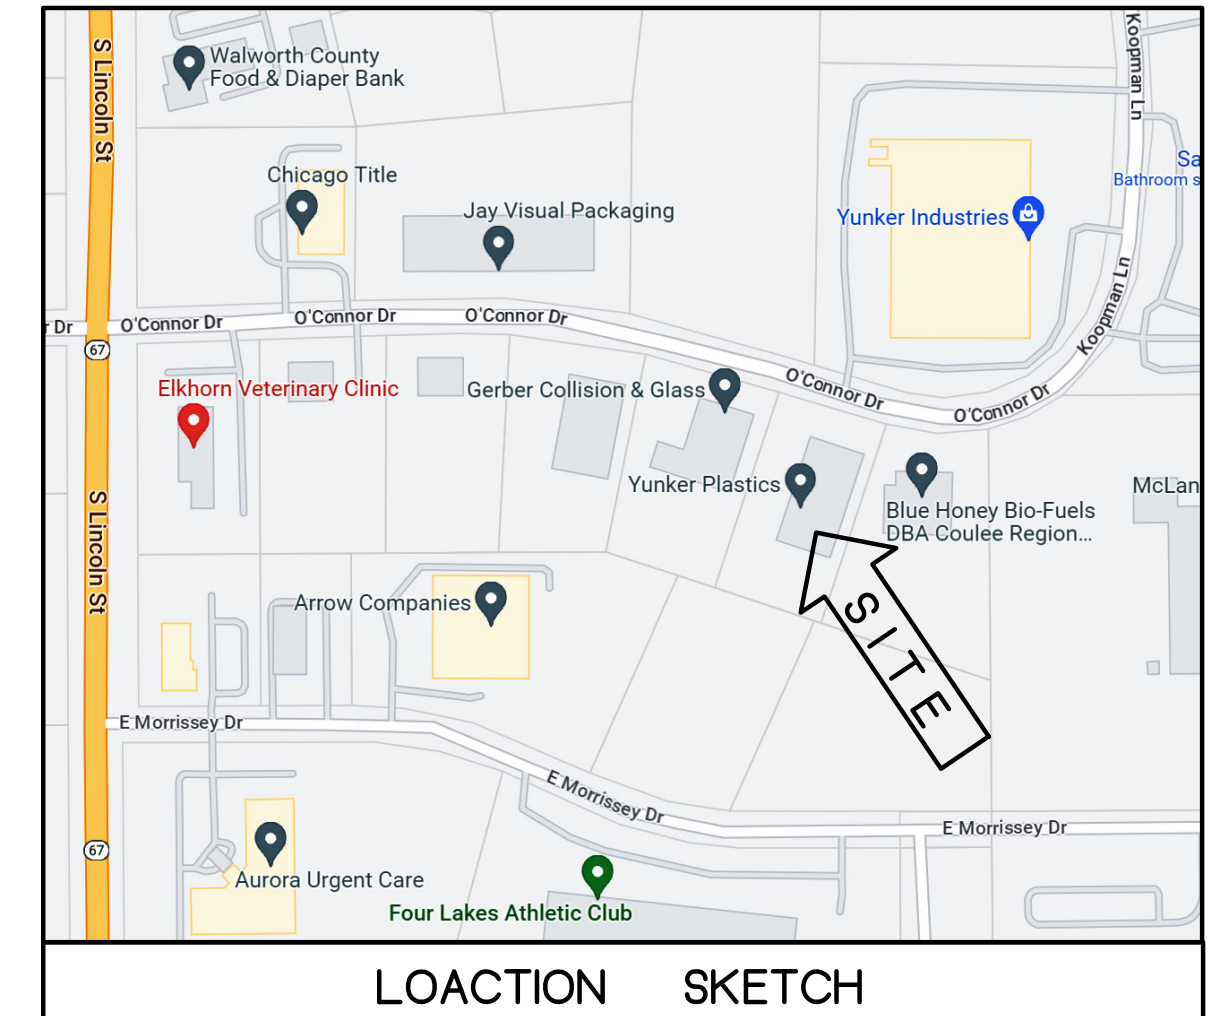 Koopman Ln
S Lincoln St
Walworth County
Food & Diaper Bank
Sa
Bathroom s
Chicago Title
Jay Visual Packaging
Yunker Industries
Koopman Ln
r Dr
O'Connor Dr
O'Connor Dr
O'Connor Dr
67
Elkhorn Veterinary Clinic
Gerber Collision & Glass
O'Connor Dr
O'Connor Dr
Yunker Plastics
McLan
Blue Honey Bio-Fuels
DBA Coulee Region...
S Lincoln St
Arrow Companies
SITE
E Morrissey Dr
E Morrissey Dr
E Morrissey Dr
67
Aurora Urgent Care
Four Lakes Athletic Club
LOACTION SKETCH